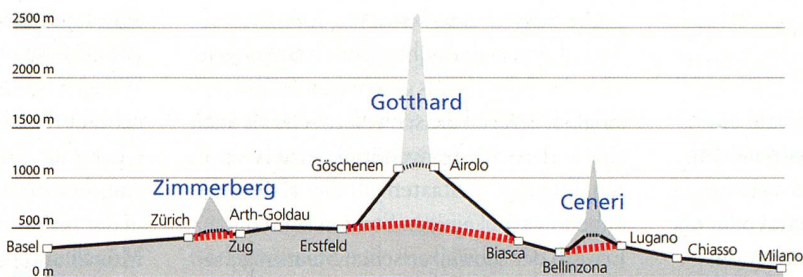 2500 m
2000 m
1500 m
1000 m
500 m
0 m
Gotthard
Göschenen
Airolo
Zimmerberg
Ceneri
Zürich
Arth-Goldau
Basel
Zug
Erstfeld
Biasca
Bellinzona
Lugano
Chiasso
Milano